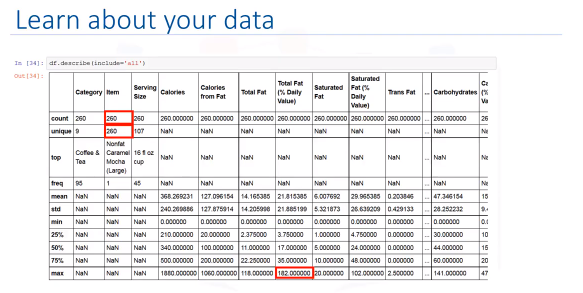 Learn about your data
In [34]: df.describe(include='all')
Out[34]:
Category Item Serving Size Calories Calories from Fat Total Fat Total Fat (% Daily Value) Saturated Fat Saturated Fat (% Daily Value) Trans Fat ... Carbohydrates
count 260 260 260 260.000000 260.000000 260.000000 260.000000 260.000000 260.000000 260.000000 ... 260.000000
unique 9 260 107 NaN NaN NaN NaN NaN NaN NaN ... NaN
top Coffee & Tea Nonfat Caramel Mocha (Large) 16 fl oz cup NaN NaN NaN NaN NaN NaN NaN ... NaN
freq 95 1 45 NaN NaN NaN NaN NaN NaN NaN ... NaN
mean NaN NaN NaN 368.269231 127.096154 14.165385 21.815385 6.007692 29.965385 0.203846 ... 47.346154
std NaN NaN NaN 240.269886 127.875914 14.205998 21.885199 5.321873 26.639209 0.429133 ... 28.252232
min NaN NaN NaN 0.000000 0.000000 0.000000 0.000000 0.000000 0.000000 0.000000 ... 0.000000
25% NaN NaN NaN 210.000000 20.000000 2.375000 3.750000 1.000000 4.750000 0.000000 ... 30.000000
50% NaN NaN NaN 340.000000 100.000000 11.000000 17.000000 5.000000 24.000000 0.000000 ... 44.000000
75% NaN NaN NaN 500.000000 200.000000 22.250000 35.000000 10.000000 48.000000 0.000000 ... 60.000000
max NaN NaN NaN 1880.000000 1060.000000 118.000000 182.000000 20.000000 102.000000 2.500000 ... 141.000000